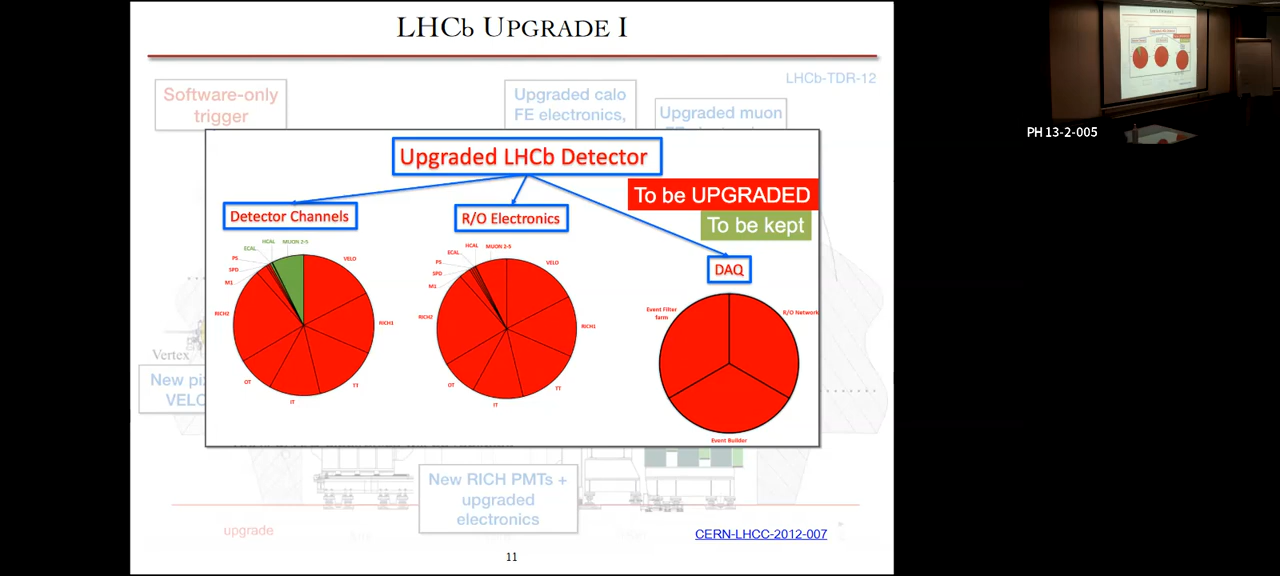 LHCb UPGRADE I
LHCb-TDR-12
Software-only
trigger
Upgraded calo
FE electronics,
Upgraded muon
Upgraded LHCb Detector
To be UPGRADED
To be kept
Detector Channels
R/O Electronics
DAQ
HCAL
MUON 2-5
ECAL
PS
SPD
M1
VELO
RICH2
RICH1
OT
TT
IT
HCAL
MUON 2-5
ECAL
PS
SPD
M1
VELO
RICH2
RICH1
OT
TT
IT
Event Filter
farm
R/O Network
Event Builder
Vertex
New pi
VELO
New RICH PMTs +
upgraded
electronics
upgrade
CERN-LHCC-2012-007
11
PH 13-2-005